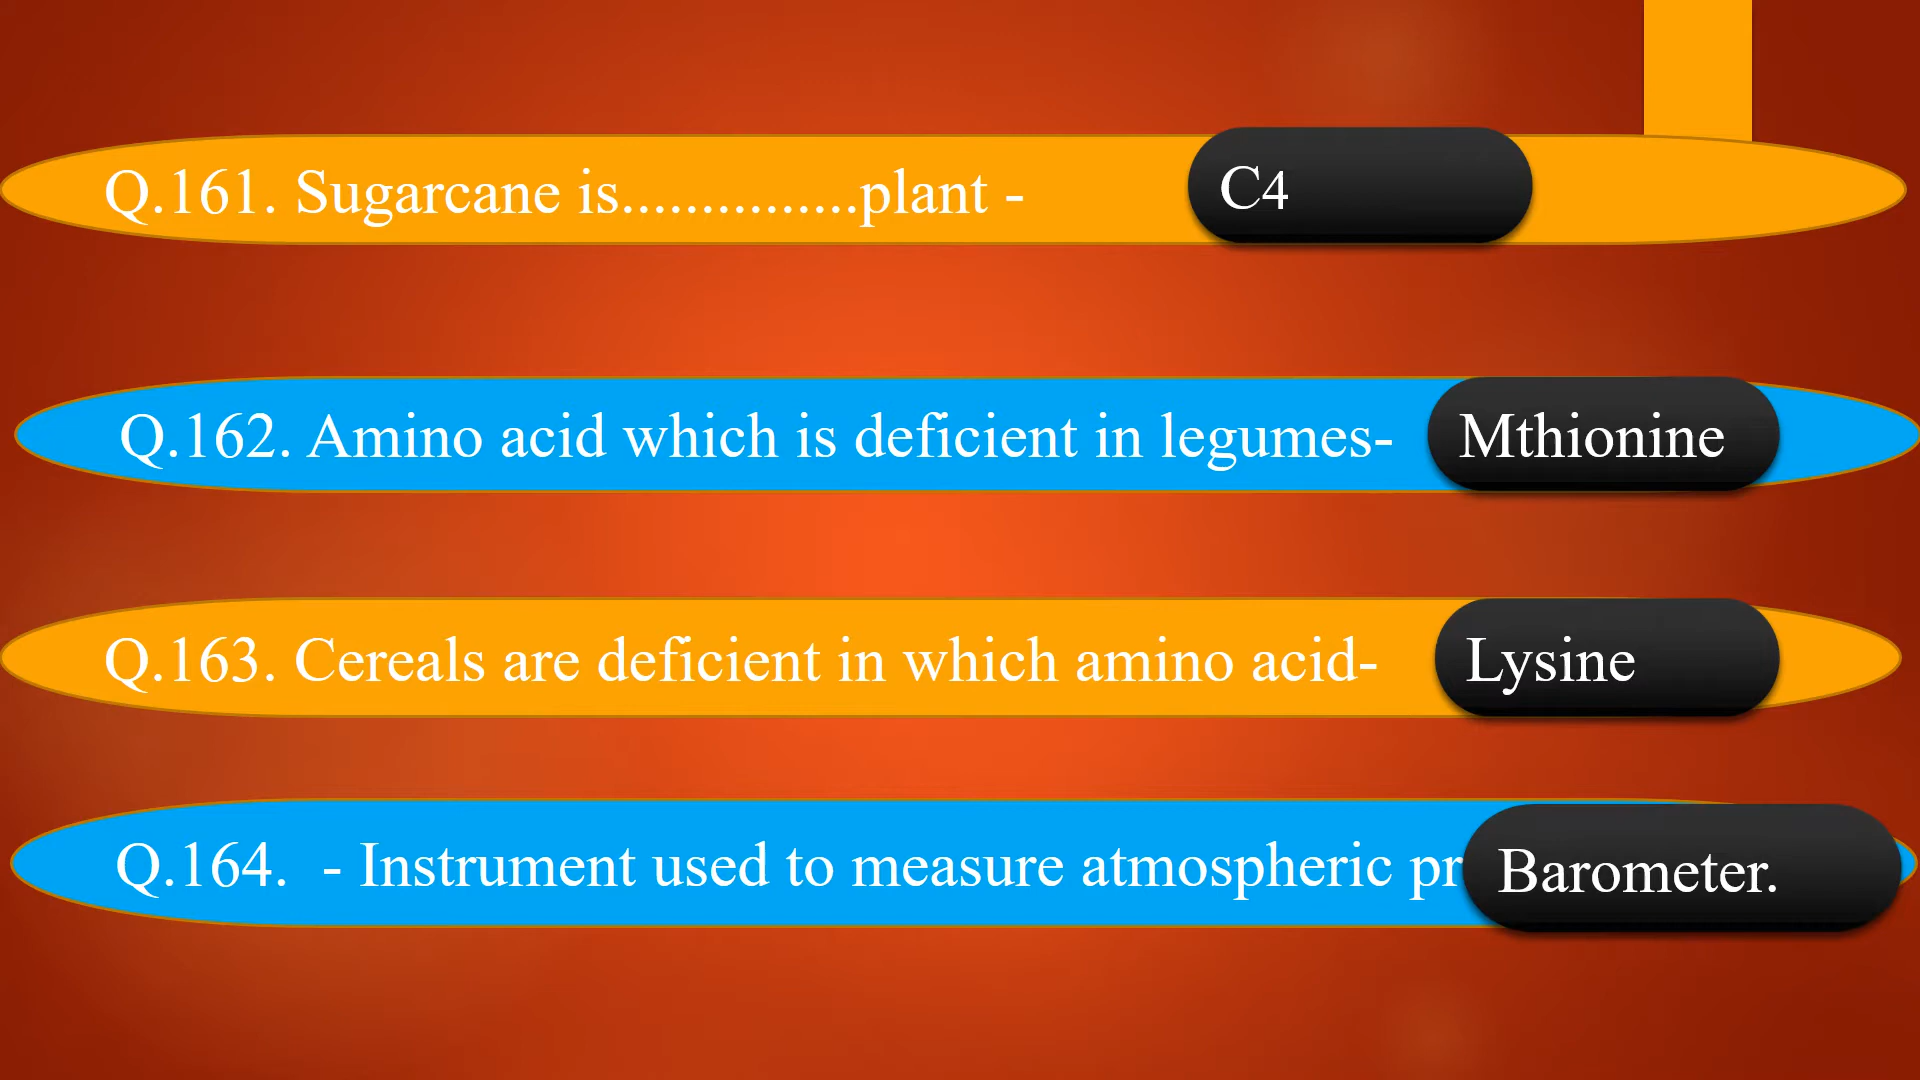 Q.161. Sugarcane is...............plant - C4
Q.162. Amino acid which is deficient in legumes- Mthionine
Q.163. Cereals are deficient in which amino acid- Lysine
Q.164.  - Instrument used to measure atmospheric pr Barometer.